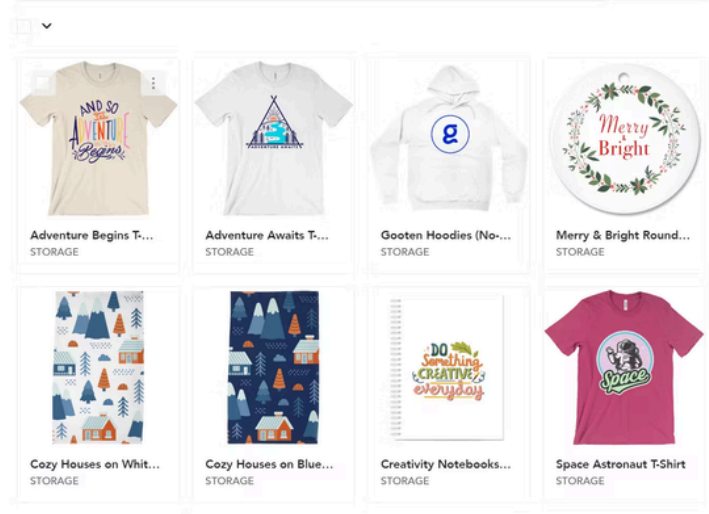 AND SO
The
ADVENTURE
Begins
ADVENTURE AWAITS
g
Merry
&
Bright
Adventure Begins T-...
STORAGE
Adventure Awaits T-...
STORAGE
Gooten Hoodies (No-...
STORAGE
Merry & Bright Round...
STORAGE
DO
Something
CREATIVE
everyday
Space
Cozy Houses on Whit...
STORAGE
Cozy Houses on Blue...
STORAGE
Creativity Notebooks...
STORAGE
Space Astronaut T-Shirt
STORAGE